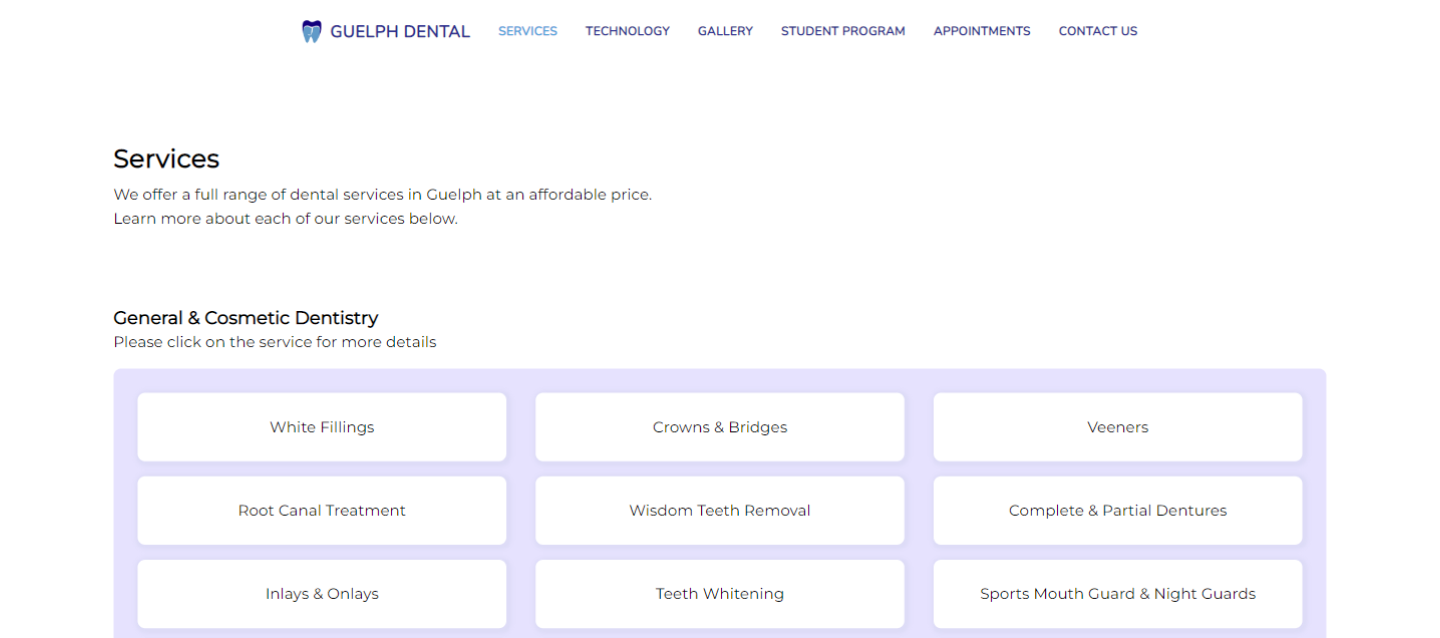 GUELPH DENTAL SERVICES TECHNOLOGY GALLERY STUDENT PROGRAM APPOINTMENTS CONTACT US
Services
We offer a full range of dental services in Guelph at an affordable price.
Learn more about each of our services below.
General & Cosmetic Dentistry
Please click on the service for more details
White Fillings Crowns & Bridges Veeners
Root Canal Treatment Wisdom Teeth Removal Complete & Partial Dentures
Inlays & Onlays Teeth Whitening Sports Mouth Guard & Night Guards